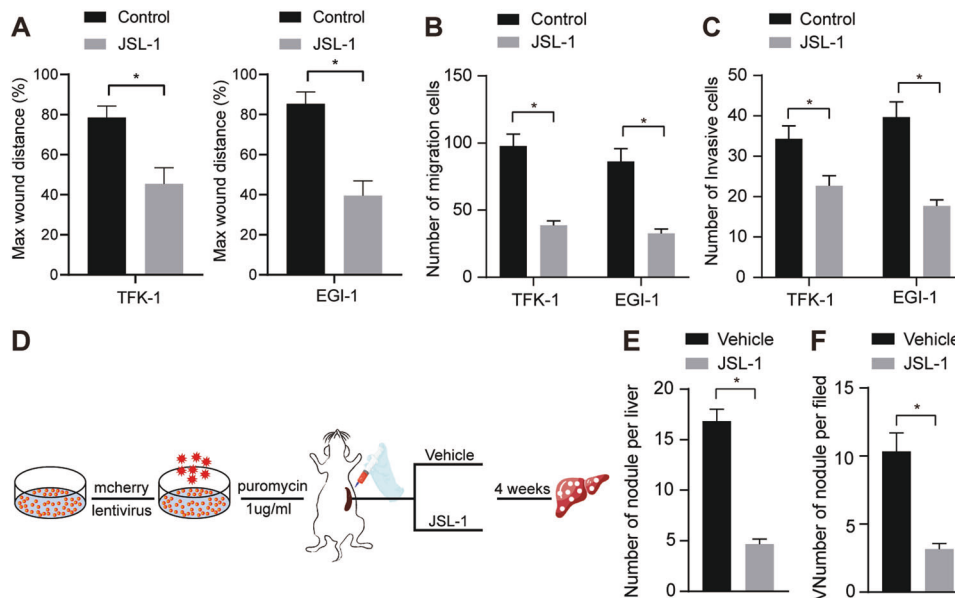 A
Control
JSL-1
Max wound distance (%)
80
60
40
20
0
*
TFK-1
Control
JSL-1
Max wound distance (%)
100
80
60
40
20
0
*
EGI-1
B
Control
JSL-1
Number of migration cells
150
100
50
0
*
*
TFK-1
EGI-1
C
Control
JSL-1
Number of Invasive cells
40
30
20
10
0
*
*
TFK-1
EGI-1
D
mcherry
lentivirus
puromycin
1ug/ml
Vehicle
JSL-1
4 weeks
E
Vehicle
JSL-1
Number of nodule per liver
20
15
10
5
0
*
F
Vehicle
JSL-1
VNumber of nodule per filed
15
10
5
0
*